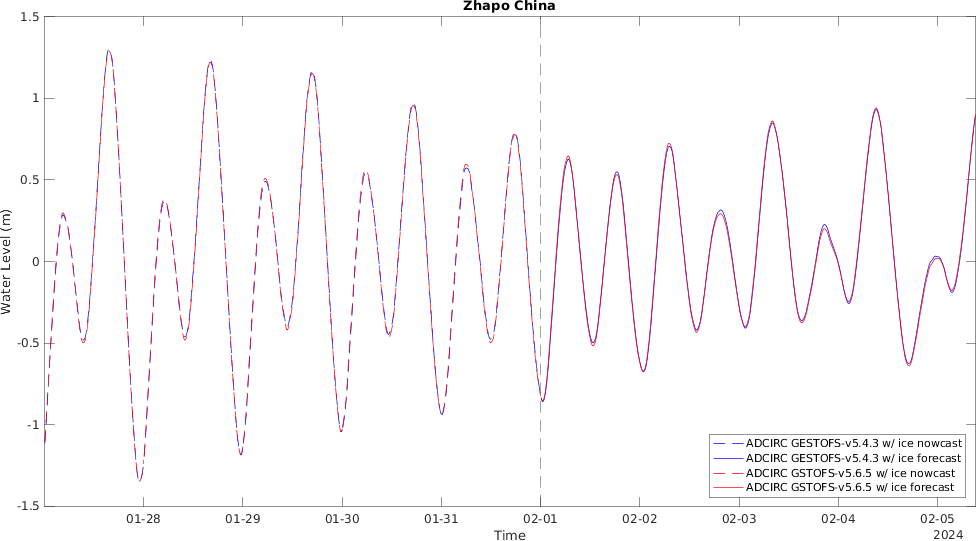 Zhapo China
Water Level (m)
1.5
1
0.5
0
-0.5
-1
-1.5
01-28
01-29
01-30
01-31
02-01
02-02
02-03
02-04
02-05
Time
2024
ADCIRC GESTOFS-v5.4.3 w/ ice nowcast
ADCIRC GESTOFS-v5.4.3 w/ ice forecast
ADCIRC GSTOFS-v5.6.5 w/ ice nowcast
ADCIRC GSTOFS-v5.6.5 w/ ice forecast